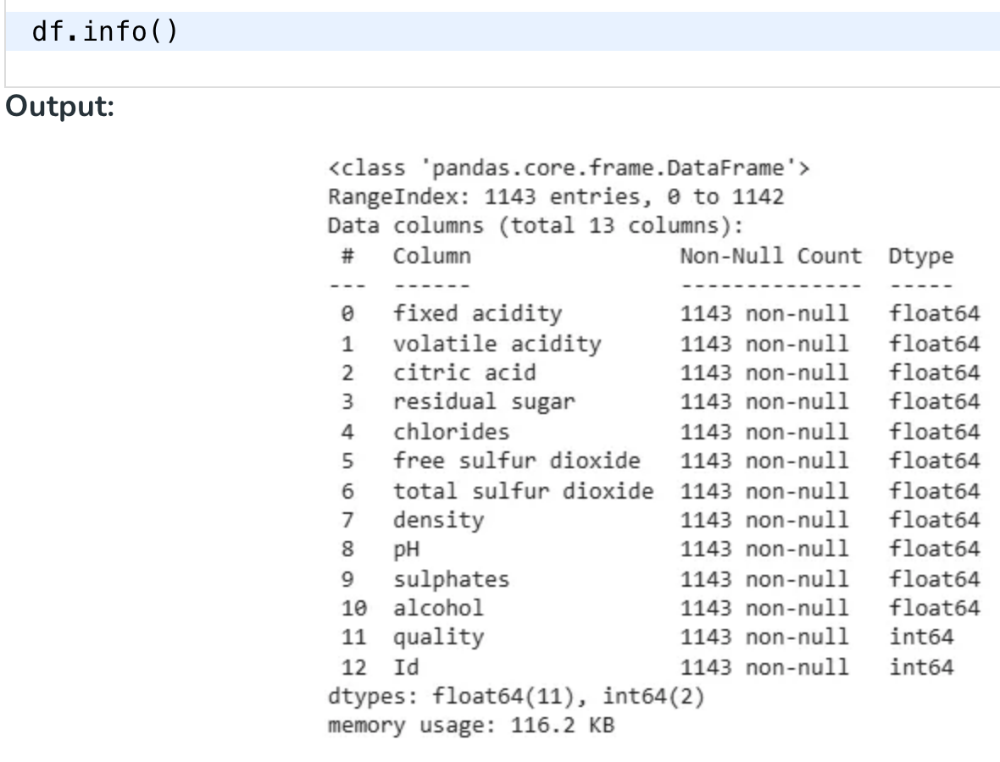 df.info()
Output:
<class 'pandas.core.frame.DataFrame'>
RangeIndex: 1143 entries, 0 to 1142
Data columns (total 13 columns):
 #   Column                Non-Null Count  Dtype
---  ------                --------------  -----
 0   fixed acidity         1143 non-null   float64
 1   volatile acidity      1143 non-null   float64
 2   citric acid           1143 non-null   float64
 3   residual sugar        1143 non-null   float64
 4   chlorides             1143 non-null   float64
 5   free sulfur dioxide   1143 non-null   float64
 6   total sulfur dioxide  1143 non-null   float64
 7   density               1143 non-null   float64
 8   pH                    1143 non-null   float64
 9   sulphates             1143 non-null   float64
 10  alcohol               1143 non-null   float64
 11  quality               1143 non-null   int64
 12  Id                    1143 non-null   int64
dtypes: float64(11), int64(2)
memory usage: 116.2 KB